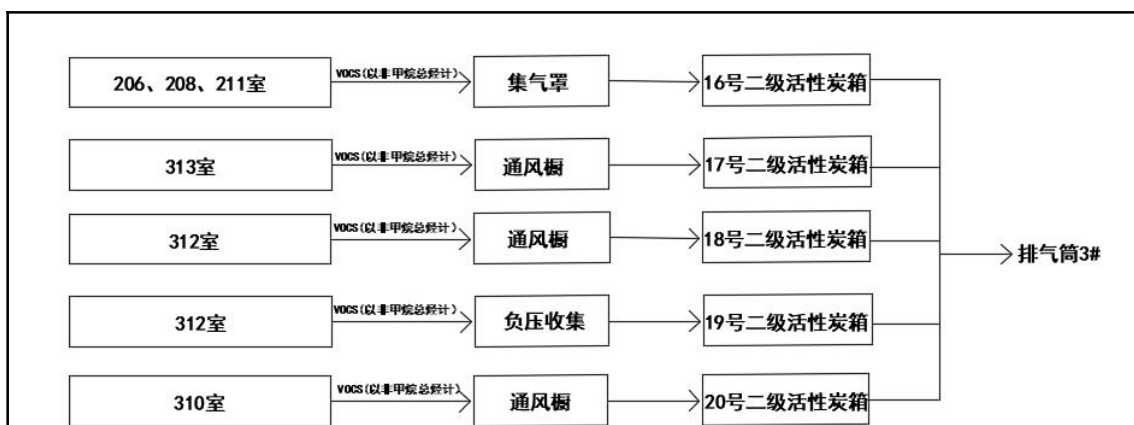 206、208、211室
VOCS(以非甲烷总烃计)
集气罩
16号二级活性炭箱
313室
VOCS(以非甲烷总烃计)
通风橱
17号二级活性炭箱
312室
VOCS(以非甲烷总烃计)
通风橱
18号二级活性炭箱
排气筒3#
312室
VOCS(以非甲烷总烃计)
负压收集
19号二级活性炭箱
310室
VOCS(以非甲烷总烃计)
通风橱
20号二级活性炭箱